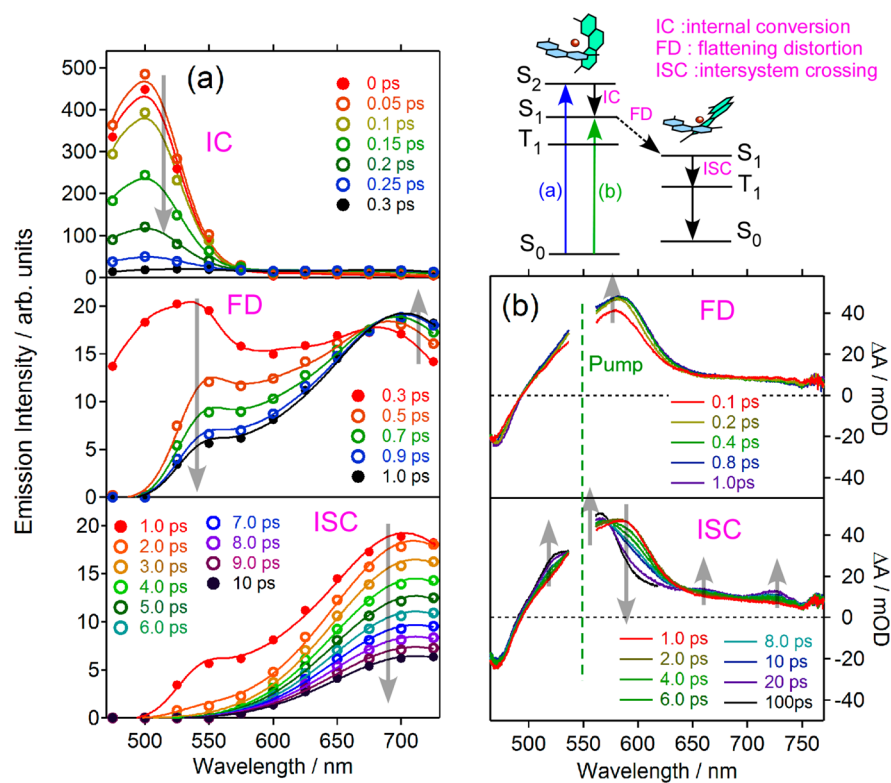 (a)
IC
0 ps
0.05 ps
0.1 ps
0.15 ps
0.2 ps
0.25 ps
0.3 ps
500
400
300
200
100
0
FD
0.3 ps
0.5 ps
0.7 ps
0.9 ps
1.0 ps
20
15
10
5
0
ISC
1.0 ps
2.0 ps
3.0 ps
4.0 ps
5.0 ps
6.0 ps
7.0 ps
8.0 ps
9.0 ps
10 ps
20
15
10
5
0
500 550 600 650 700
Wavelength / nm
Emission Intensity / arb. units
IC :internal conversion
FD : flattening distortion
ISC : intersystem crossing
S2
S1
T1
S0
IC
FD
(a)
(b)
S1
ISC
T1
S0
(b)
FD
Pump
0.1 ps
0.2 ps
0.4 ps
0.8 ps
1.0ps
40
20
0
-20
-40
ΔA / mOD
ISC
1.0 ps
2.0 ps
4.0 ps
6.0 ps
8.0 ps
10 ps
20 ps
100ps
40
20
0
-20
-40
ΔA / mOD
500 550 600 650 700 750
Wavelength / nm